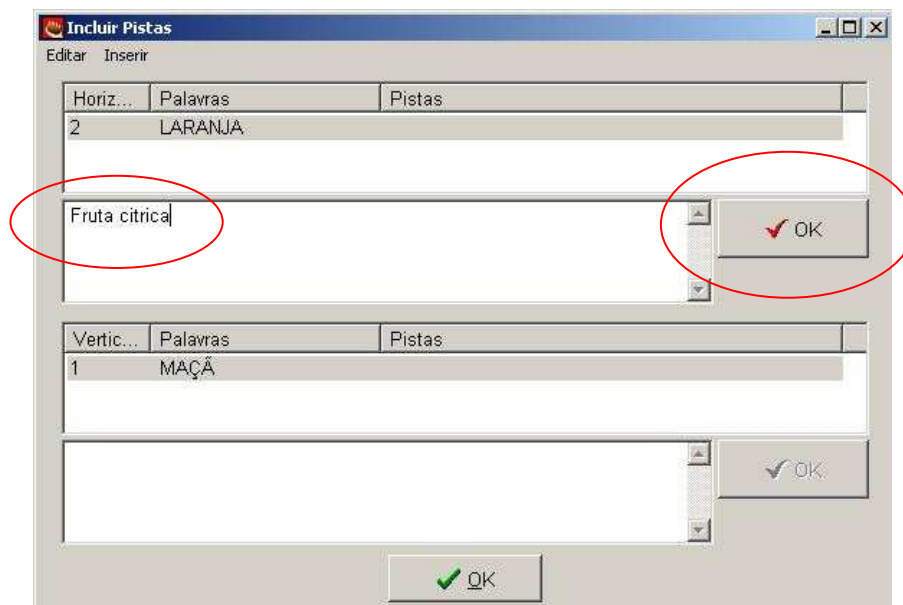 Incluir Pistas
Editar Inserir
Horiz... Palavras Pistas
2 LARANJA
Fruta citrica
OK
Vertic... Palavras Pistas
1 MAÇÃ
OK
OK